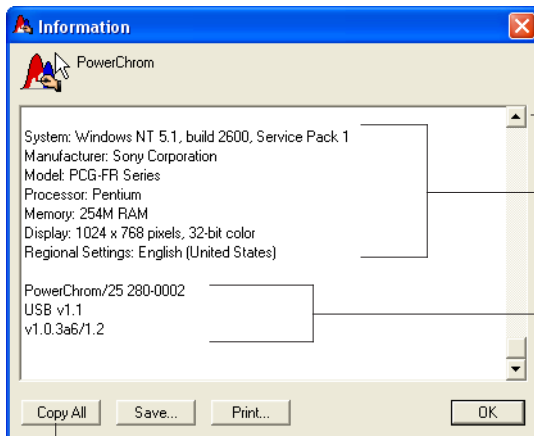 Information
PowerChrom
System: Windows NT 5.1, build 2600, Service Pack 1
Manufacturer: Sony Corporation
Model: PCG-FR Series
Processor: Pentium
Memory: 254M RAM
Display: 1024 x 768 pixels, 32-bit color
Regional Settings: English (United States)
PowerChrom/25 280-0002
USB v1.1
v1.0.3a6/1.2
Copy All Save... Print... OK